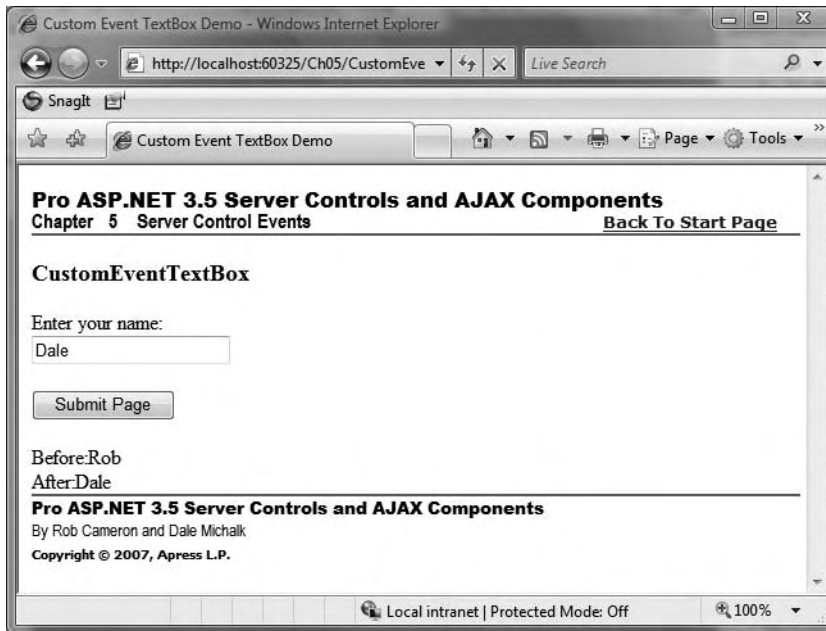 Custom Event TextBox Demo - Windows Internet Explorer
http://localhost:60325/Ch05/CustomEve
Live Search
SnagIt
Custom Event TextBox Demo
Page
Tools
Pro ASP.NET 3.5 Server Controls and AJAX Components
Chapter 5 Server Control Events
Back To Start Page
CustomEventTextBox
Enter your name:
Dale
Submit Page
Before:Rob
After:Dale
Pro ASP.NET 3.5 Server Controls and AJAX Components
By Rob Cameron and Dale Michalk
Copyright © 2007, Apress L.P.
Local intranet | Protected Mode: Off
100%